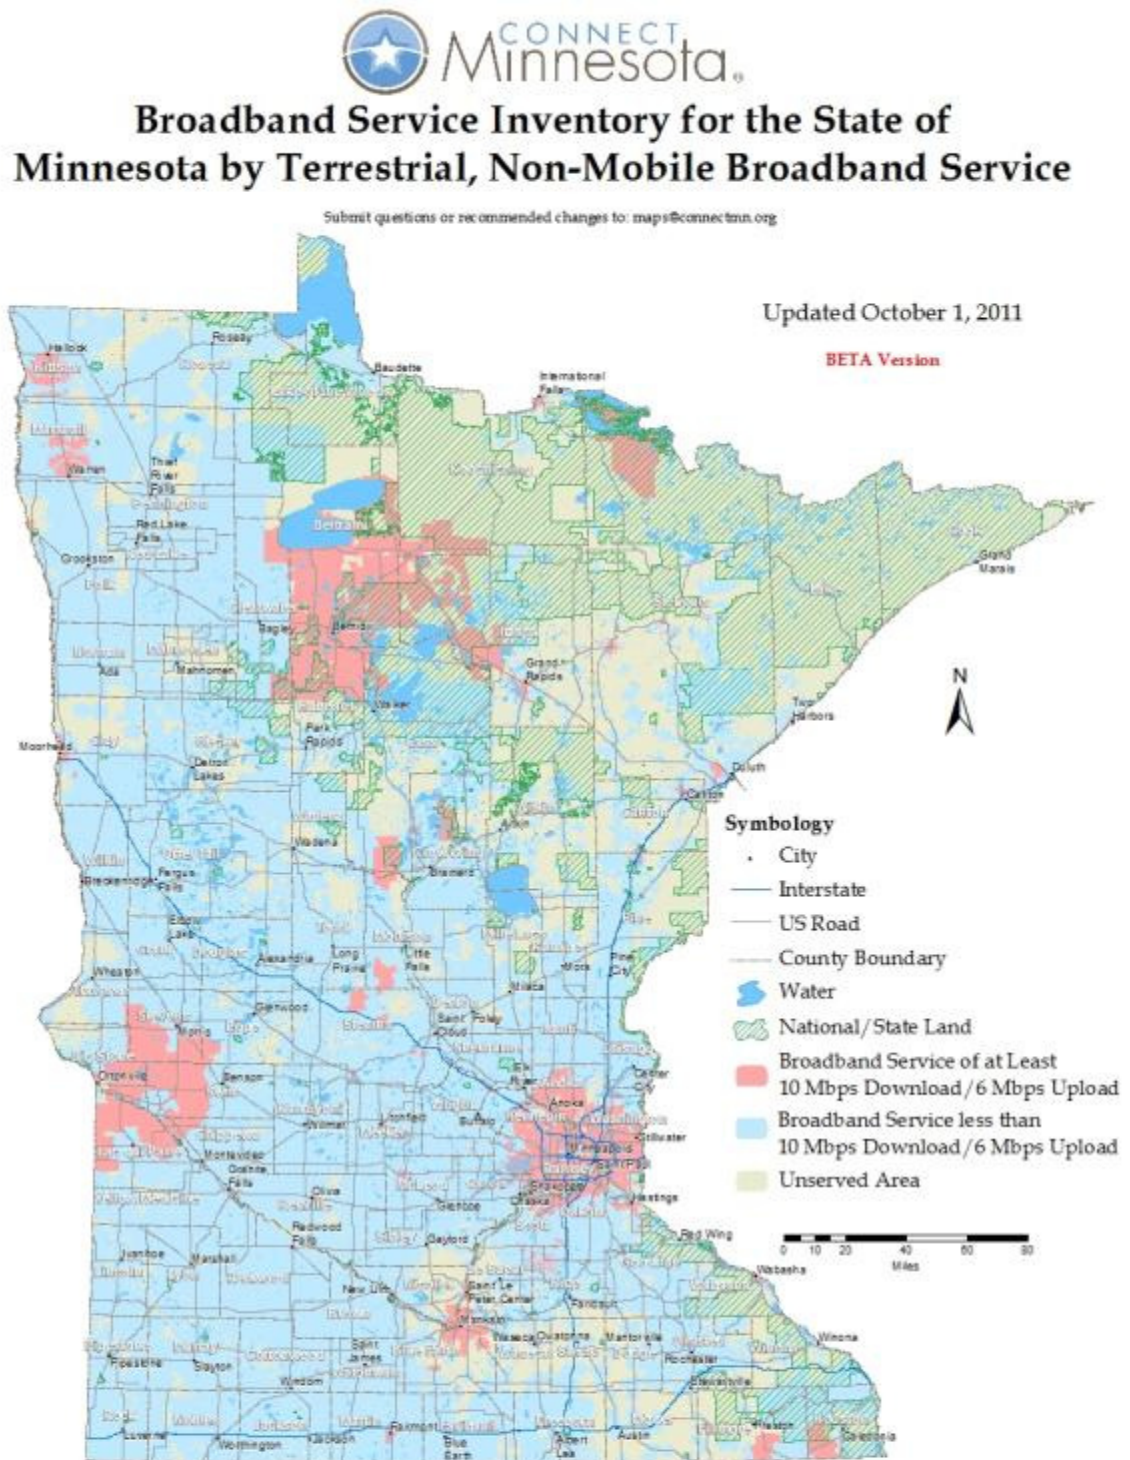 CONNECT
Minnesota®
Broadband Service Inventory for the State of
Minnesota by Terrestrial, Non-Mobile Broadband Service
Submit questions or recommended changes to: maps@connectmn.org
Updated October 1, 2011
BETA Version
Hallock
Roseau
Baudette
International
Falls
Warren
Thief
River
Falls
Pennington
Red Lake
Falls
Beltrami
Crookston
Grand
Marais
Bagley
Bemidji
Ada
Mahnomen
Grand
Rapids
Walker
Two
Harbors
N
Park
Rapids
Moorhead
Detroit
Lakes
Duluth
Carlton
Aitkin
Wadena
Brainerd
Breckenridge
Fergus
Falls
Elbow
Lake
Alexandria
Long
Prairie
Little
Falls
Mora
Pine
City
Wheaton
Milaca
Glenwood
Saint
Cloud
Foley
Morris
Ortonville
Benson
Elk
River
Center
City
Anoka
Willmar
Litchfield
Buffalo
Stillwater
Minneapolis
Saint Paul
Montevideo
Granite
Falls
Shakopee
Chaska
Hastings
Olivia
Glencoe
Redwood
Falls
Gaylord
Red Wing
Ivanhoe
Marshall
Wabasha
New Ulm
Saint
Peter
Le
Center
Faribault
Mankato
Waseca
Owatonna
Mantorville
Winona
Pipestone
Slayton
Saint
James
Rochester
Windom
Stewartville
Luverne
Worthington
Jackson
Fairmont
Blue
Earth
Albert
Lea
Austin
Preston
Caledonia
Symbology
City
Interstate
US Road
County Boundary
Water
National/State Land
Broadband Service of at Least
10 Mbps Download/6 Mbps Upload
Broadband Service less than
10 Mbps Download/6 Mbps Upload
Unserved Area
0 10 20 40 60 80
Miles